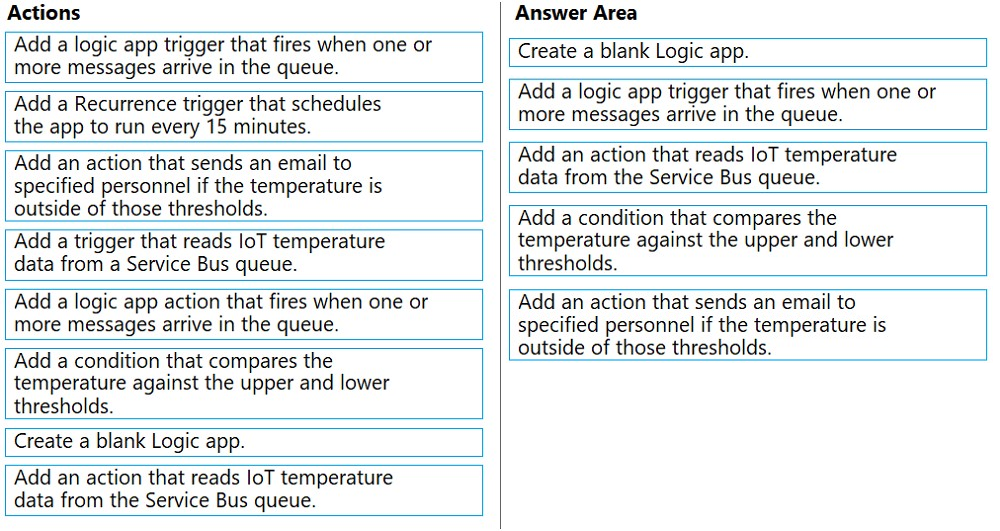 Actions
Add a logic app trigger that fires when one or
more messages arrive in the queue.
Add a Recurrence trigger that schedules
the app to run every 15 minutes.
Add an action that sends an email to
specified personnel if the temperature is
outside of those thresholds.
Add a trigger that reads IoT temperature
data from a Service Bus queue.
Add a logic app action that fires when one or
more messages arrive in the queue.
Add a condition that compares the
temperature against the upper and lower
thresholds.
Create a blank Logic app.
Add an action that reads IoT temperature
data from the Service Bus queue.
Answer Area
Create a blank Logic app.
Add a logic app trigger that fires when one or
more messages arrive in the queue.
Add an action that reads IoT temperature
data from the Service Bus queue.
Add a condition that compares the
temperature against the upper and lower
thresholds.
Add an action that sends an email to
specified personnel if the temperature is
outside of those thresholds.